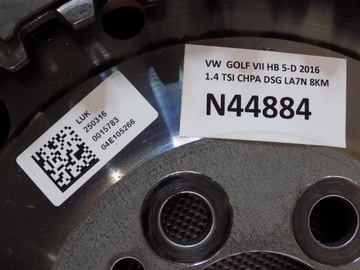 VW GOLF VII HB 5-D 2016
1.4 TSI CHPA DSG LA7N 8KM
N44884
LUK
250316
0015783
04E105266